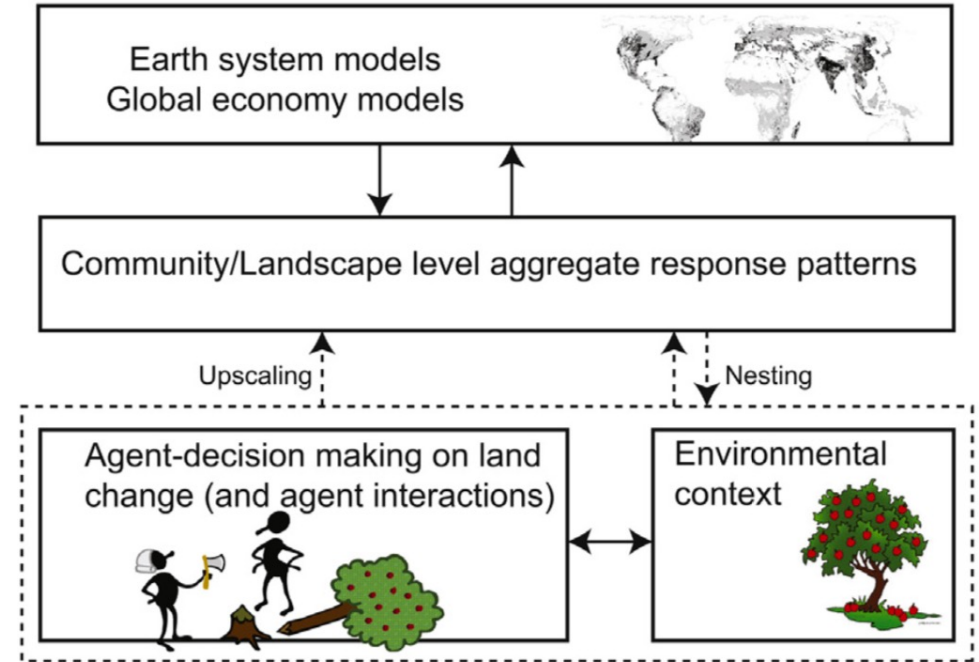 Earth system models
Global economy models
Community/Landscape level aggregate response patterns
Upscaling
Nesting
Agent-decision making on land
change (and agent interactions)
Environmental
context